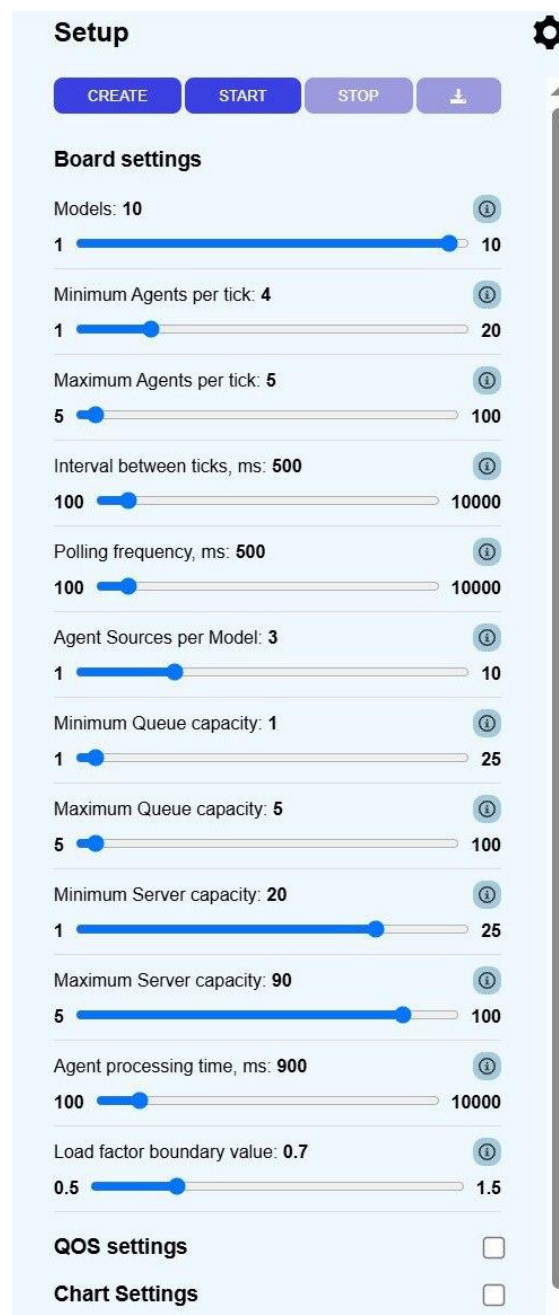 Setup
CREATE START STOP
Board settings
Models: 10
1 10
Minimum Agents per tick: 4
1 20
Maximum Agents per tick: 5
5 100
Interval between ticks, ms: 500
100 10000
Polling frequency, ms: 500
100 10000
Agent Sources per Model: 3
1 10
Minimum Queue capacity: 1
1 25
Maximum Queue capacity: 5
5 100
Minimum Server capacity: 20
1 25
Maximum Server capacity: 90
5 100
Agent processing time, ms: 900
100 10000
Load factor boundary value: 0.7
0.5 1.5
QOS settings
Chart Settings